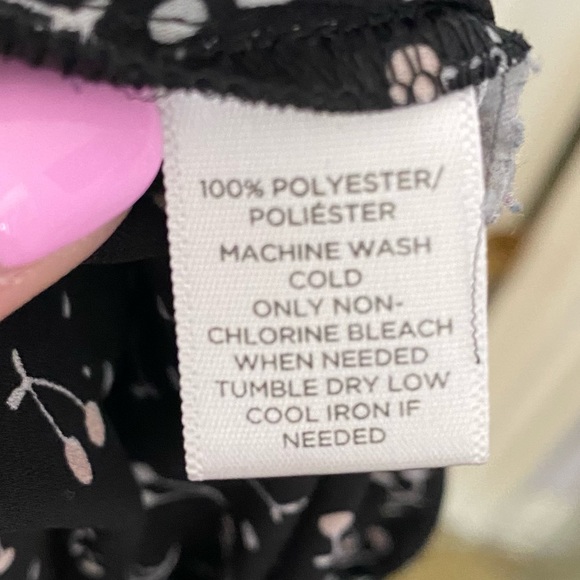 100% POLYESTER/
POLIÉSTER
MACHINE WASH
COLD
ONLY NON-
CHLORINE BLEACH
WHEN NEEDED
TUMBLE DRY LOW
COOL IRON IF
NEEDED